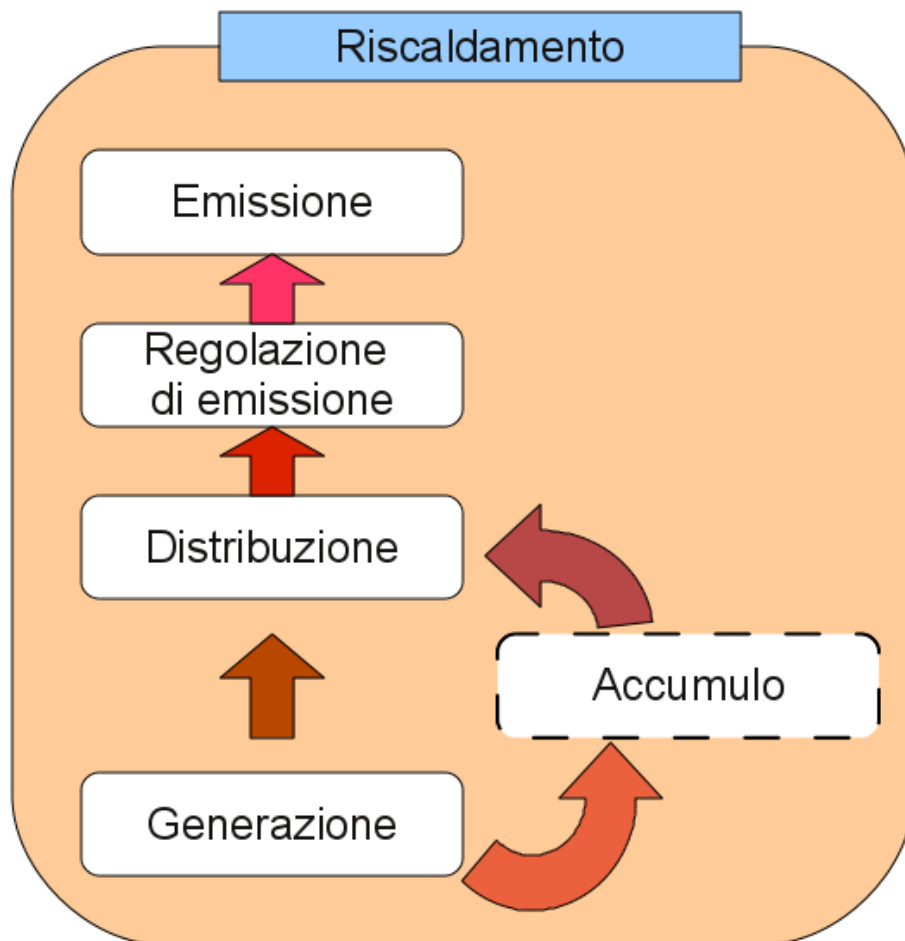 Riscaldamento
Emissione
Regolazione
di emissione
Distribuzione
Accumulo
Generazione